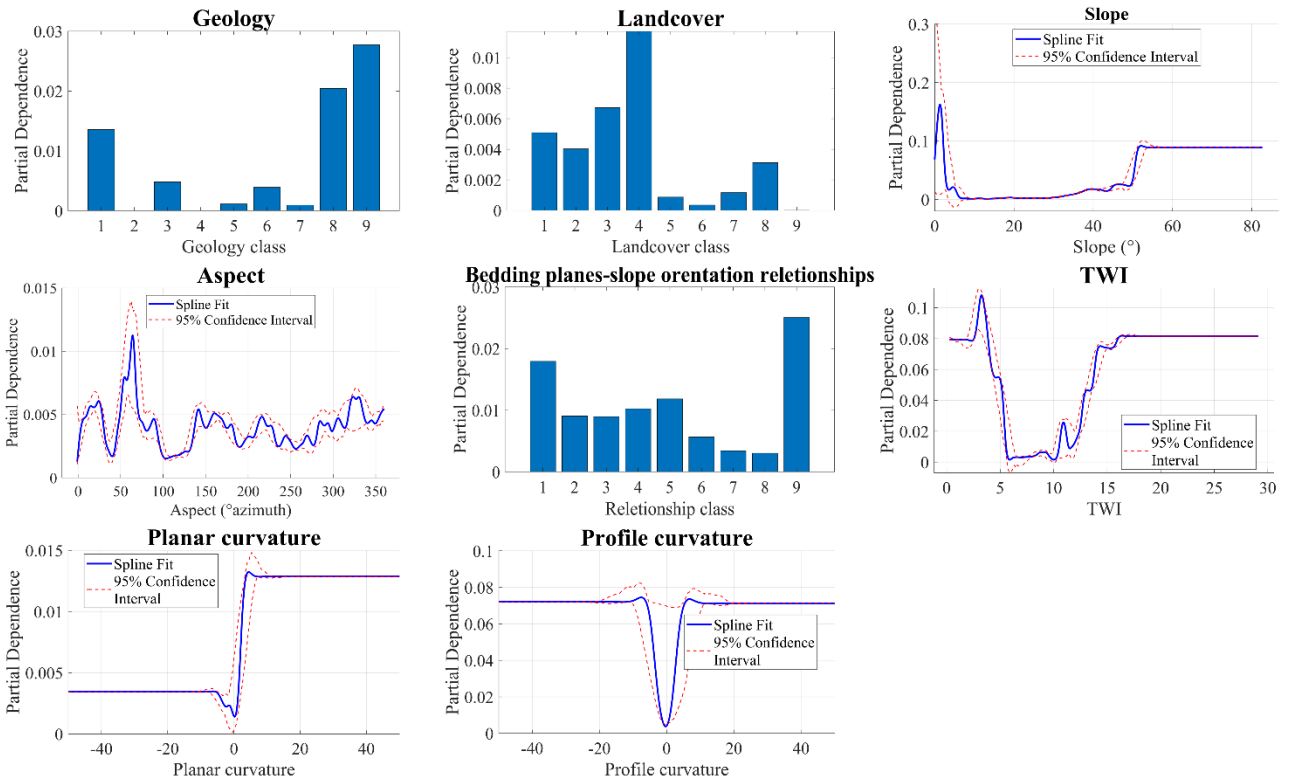 Geology
0.03
0.02
0.01
0
Partial Dependence
1 2 3 4 5 6 7 8 9
Geology class
Landcover
0.01
0.008
0.006
0.004
0.002
0
Partial Dependence
1 2 3 4 5 6 7 8 9
Landcover class
Slope
0.3
0.2
0.1
0
Partial Dependence
Spline Fit
95% Confidence Interval
0 20 40 60 80
Slope (°)
Aspect
0.015
0.01
0.005
0
Partial Dependence
Spline Fit
95% Confidence Interval
0 50 100 150 200 250 300 350
Aspect (°azimuth)
Bedding planes-slope orentation reletionships
0.03
0.02
0.01
0
Partial Dependence
1 2 3 4 5 6 7 8 9
Reletionship class
TWI
0.1
0.08
0.06
0.04
0.02
0
Partial Dependence
Spline Fit
95% Confidence
Interval
0 5 10 15 20 25 30
TWI
Planar curvature
0.015
0.01
0.005
0
Partial Dependence
Spline Fit
95% Confidence
Interval
-40 -20 0 20 40
Planar curvature
Profile curvature
0.1
0.08
0.06
0.04
0.02
0
Partial Dependence
Spline Fit
95% Confidence
Interval
-40 -20 0 20 40
Profile curvature